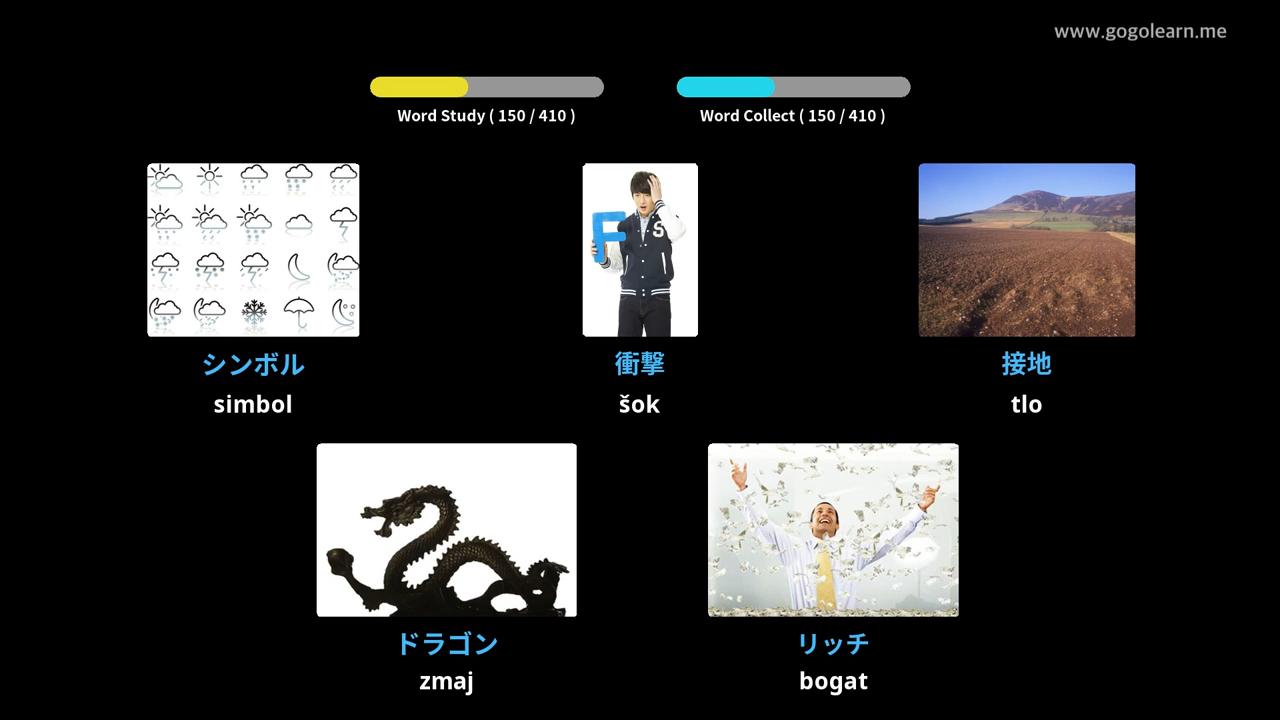 www.gogolearn.me
Word Study ( 150 / 410 )
Word Collect ( 150 / 410 )
F
S
シンボル
simbol
衝撃
šok
接地
tlo
ドラゴン
zmaj
リッチ
bogat